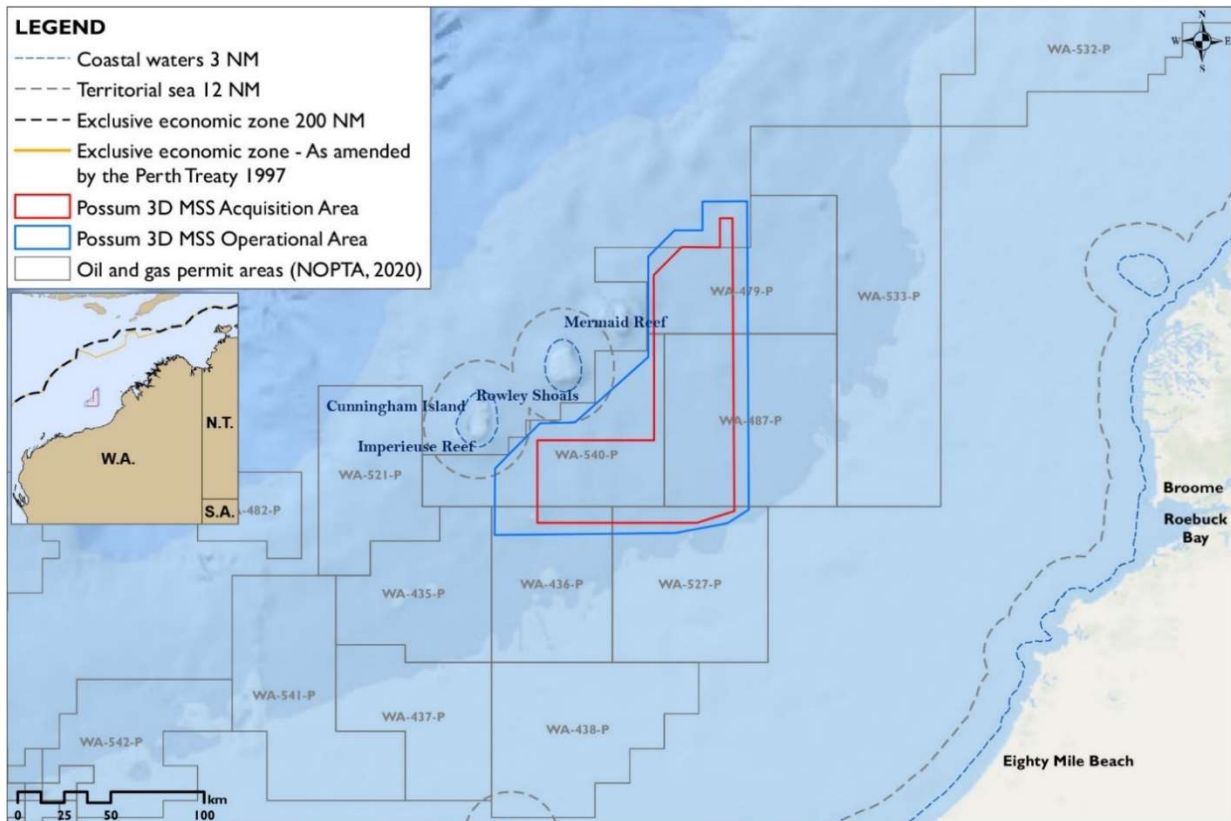 LEGEND
Coastal waters 3 NM
Territorial sea 12 NM
Exclusive economic zone 200 NM
Exclusive economic zone - As amended
by the Perth Treaty 1997
Possum 3D MSS Acquisition Area
Possum 3D MSS Operational Area
Oil and gas permit areas (NOPTA, 2020)
N
W E
S
WA-532-P
WA-479-P
WA-533-P
Mermaid Reef
Rowley Shoals
Cunningham Island
Imperieuse Reef
WA-487-P
WA-540-P
WA-521-P
N.T.
W.A.
S.A.
A-482-P
Broome
Roebuck
Bay
WA-435-P
WA-436-P
WA-527-P
WA-541-P
WA-437-P
WA-438-P
WA-542-P
Eighty Mile Beach
km
0 25 50 100